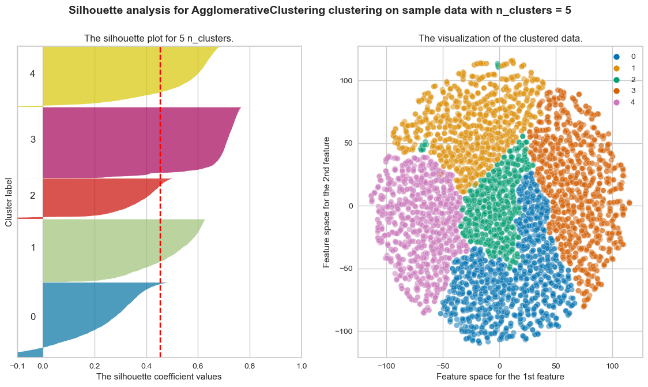 Silhouette analysis for AgglomerativeClustering clustering on sample data with n_clusters = 5
The silhouette plot for 5 n_clusters.
Cluster label
4
3
2
1
0
−0.1 0.0 0.2 0.4 0.6 0.8 1.0
The silhouette coefficient values
The visualization of the clustered data.
Feature space for the 2nd feature
100
50
0
−50
−100
0
1
2
3
4
−100 −50 0 50 100
Feature space for the 1st feature